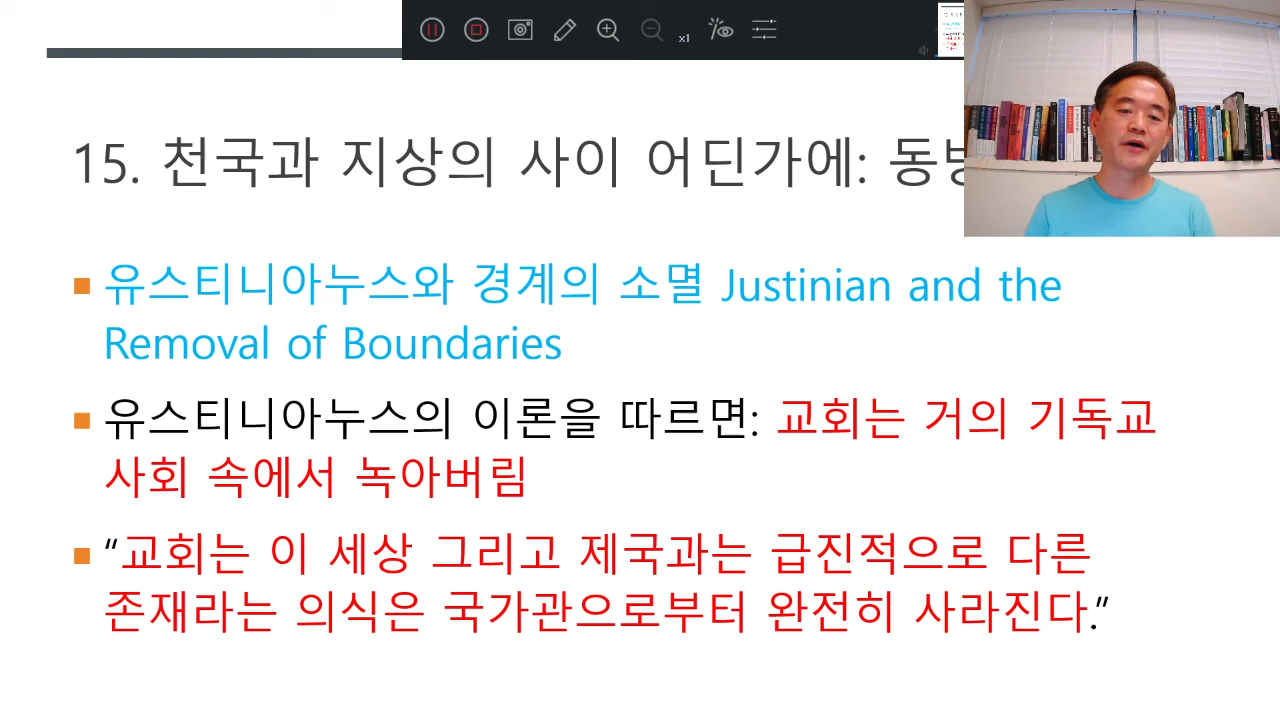 x1
15. 천국과 지상의 사이 어딘가에:
유스티니아누스와 경계의 소멸 Justinian and the
Removal of Boundaries
유스티니아누스의 이론을 따르면: 교회는 거의 기독교
사회 속에서 녹아버림
“교회는 이 세상 그리고 제국과는 급진적으로 다른
존재라는 의식은 국가관으로부터 완전히 사라진다.”